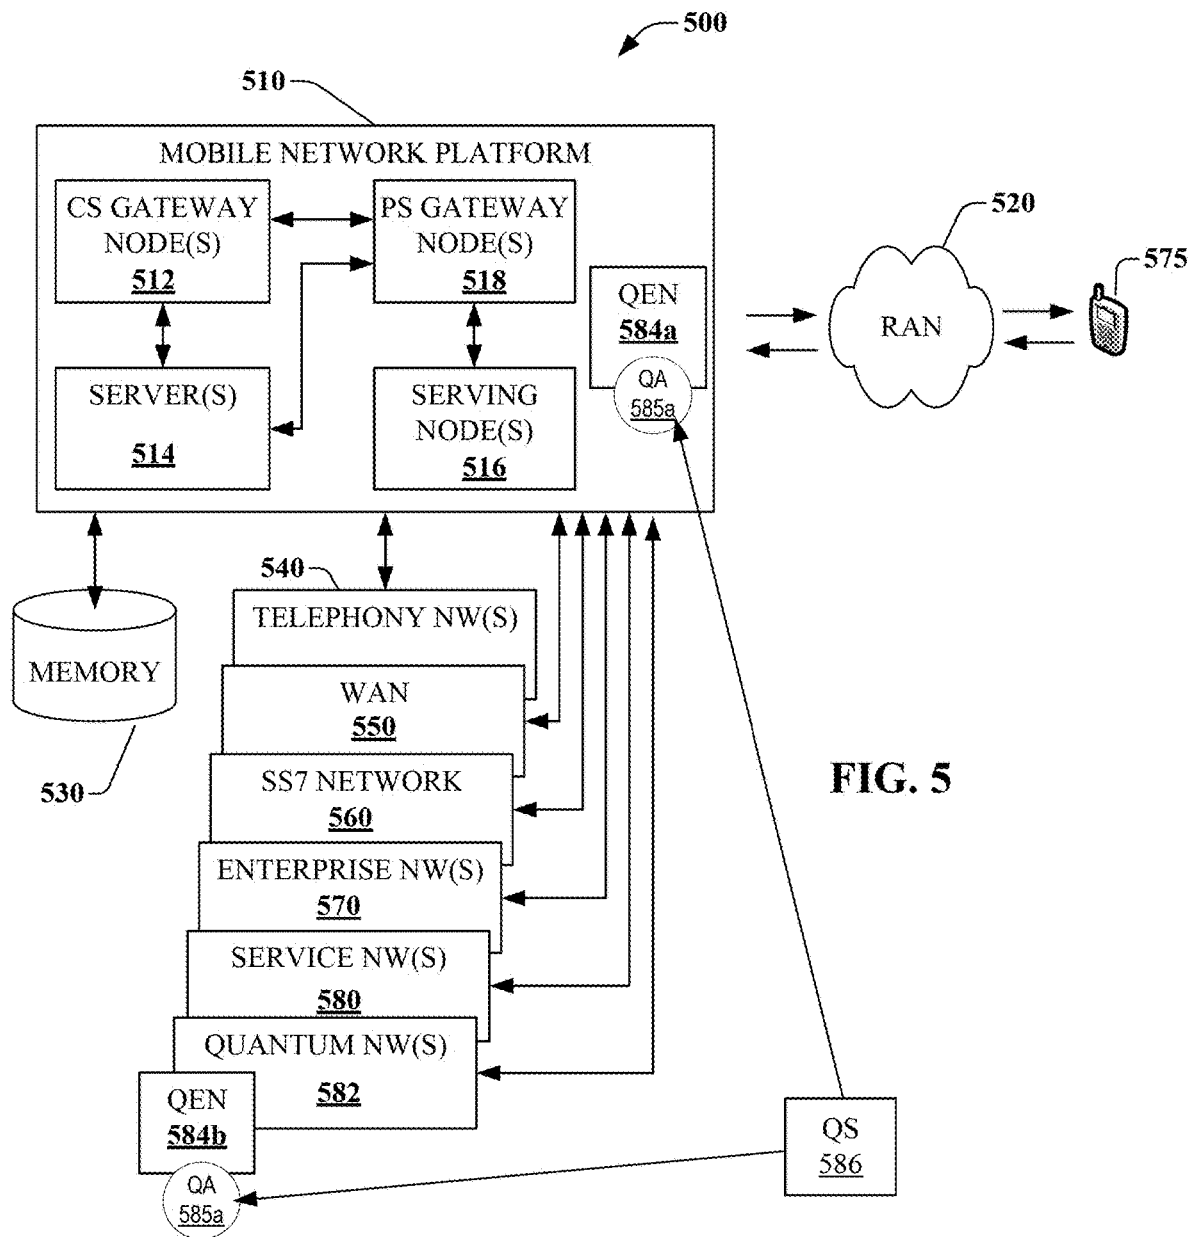 500
510
MOBILE NETWORK PLATFORM
CS GATEWAY
NODE(S)
512
PS GATEWAY
NODE(S)
518
QEN
584a
QA
585a
SERVER(S)
514
SERVING
NODE(S)
516
520
RAN
575
540
TELEPHONY NW(S)
MEMORY
530
WAN
550
SS7 NETWORK
560
ENTERPRISE NW(S)
570
SERVICE NW(S)
580
QUANTUM NW(S)
582
QEN
584b
QA
585a
QS
586
FIG. 5